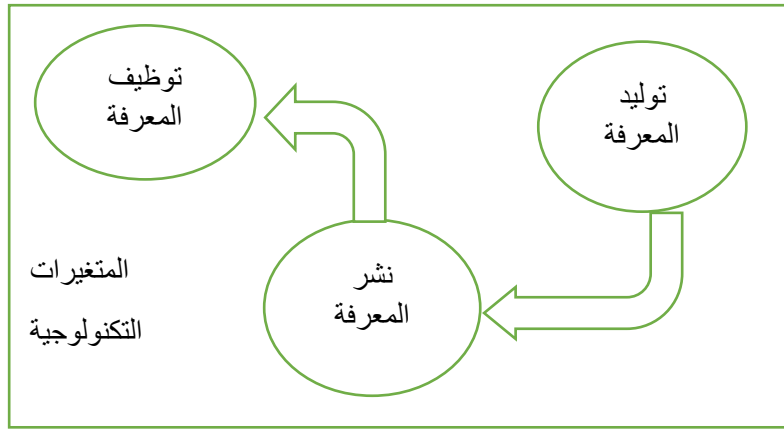 توليد
المعرفة
نشر
المعرفة
توظيف
المعرفة
المتغيرات
التكنولوجية